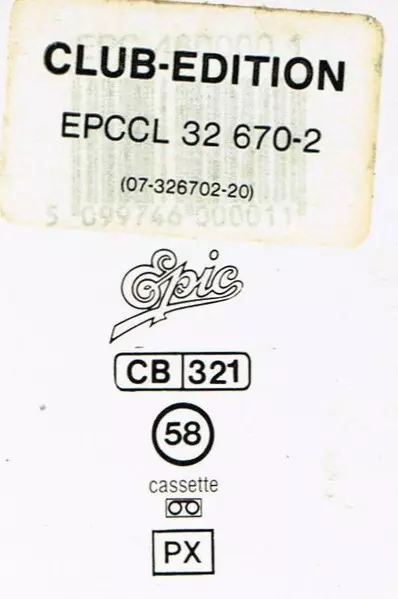 CLUB-EDITION
EPCCL 32 670-2
(07-326702-20)
5 099746 000011
Epic
CB 321
58
cassette
PX